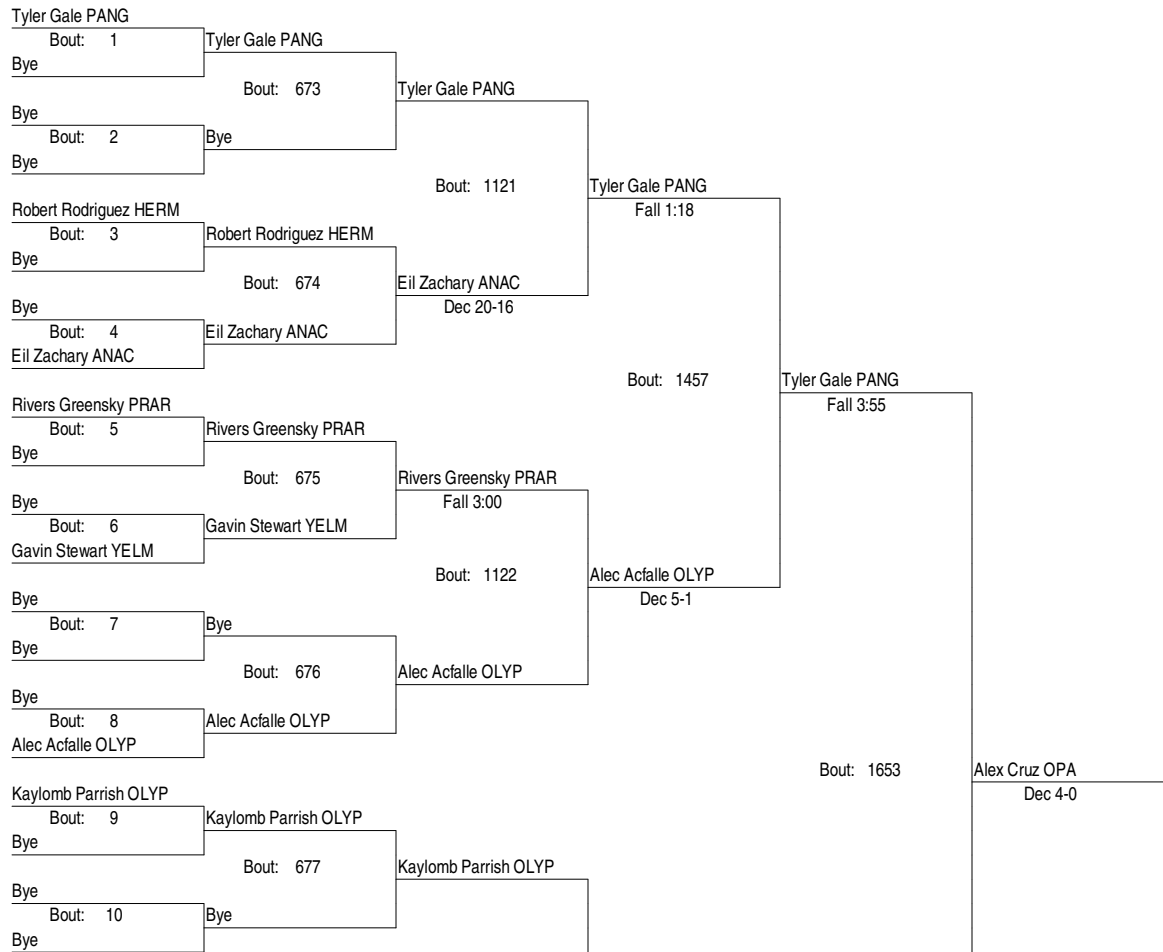 Tyler Gale PANG
Bout: 1
Tyler Gale PANG
Bye
Bout: 673
Tyler Gale PANG
Bye
Bout: 2
Bye
Bye
Bout: 1121
Tyler Gale PANG
Fall 1:18
Robert Rodriguez HERM
Bout: 3
Robert Rodriguez HERM
Bye
Bout: 674
Eil Zachary ANAC
Dec 20-16
Bye
Bout: 4
Eil Zachary ANAC
Eil Zachary ANAC
Bout: 1457
Tyler Gale PANG
Fall 3:55
Rivers Greensky PRAR
Bout: 5
Rivers Greensky PRAR
Bye
Bout: 675
Rivers Greensky PRAR
Fall 3:00
Bye
Bout: 6
Gavin Stewart YELM
Gavin Stewart YELM
Bout: 1122
Alec Acfalle OLYP
Dec 5-1
Bye
Bout: 7
Bye
Bye
Bout: 676
Alec Acfalle OLYP
Bye
Bout: 8
Alec Acfalle OLYP
Alec Acfalle OLYP
Bout: 1653
Alex Cruz OPA
Dec 4-0
Kaylomb Parrish OLYP
Bout: 9
Kaylomb Parrish OLYP
Bye
Bout: 677
Kaylomb Parrish OLYP
Bye
Bout: 10
Bye
Bye